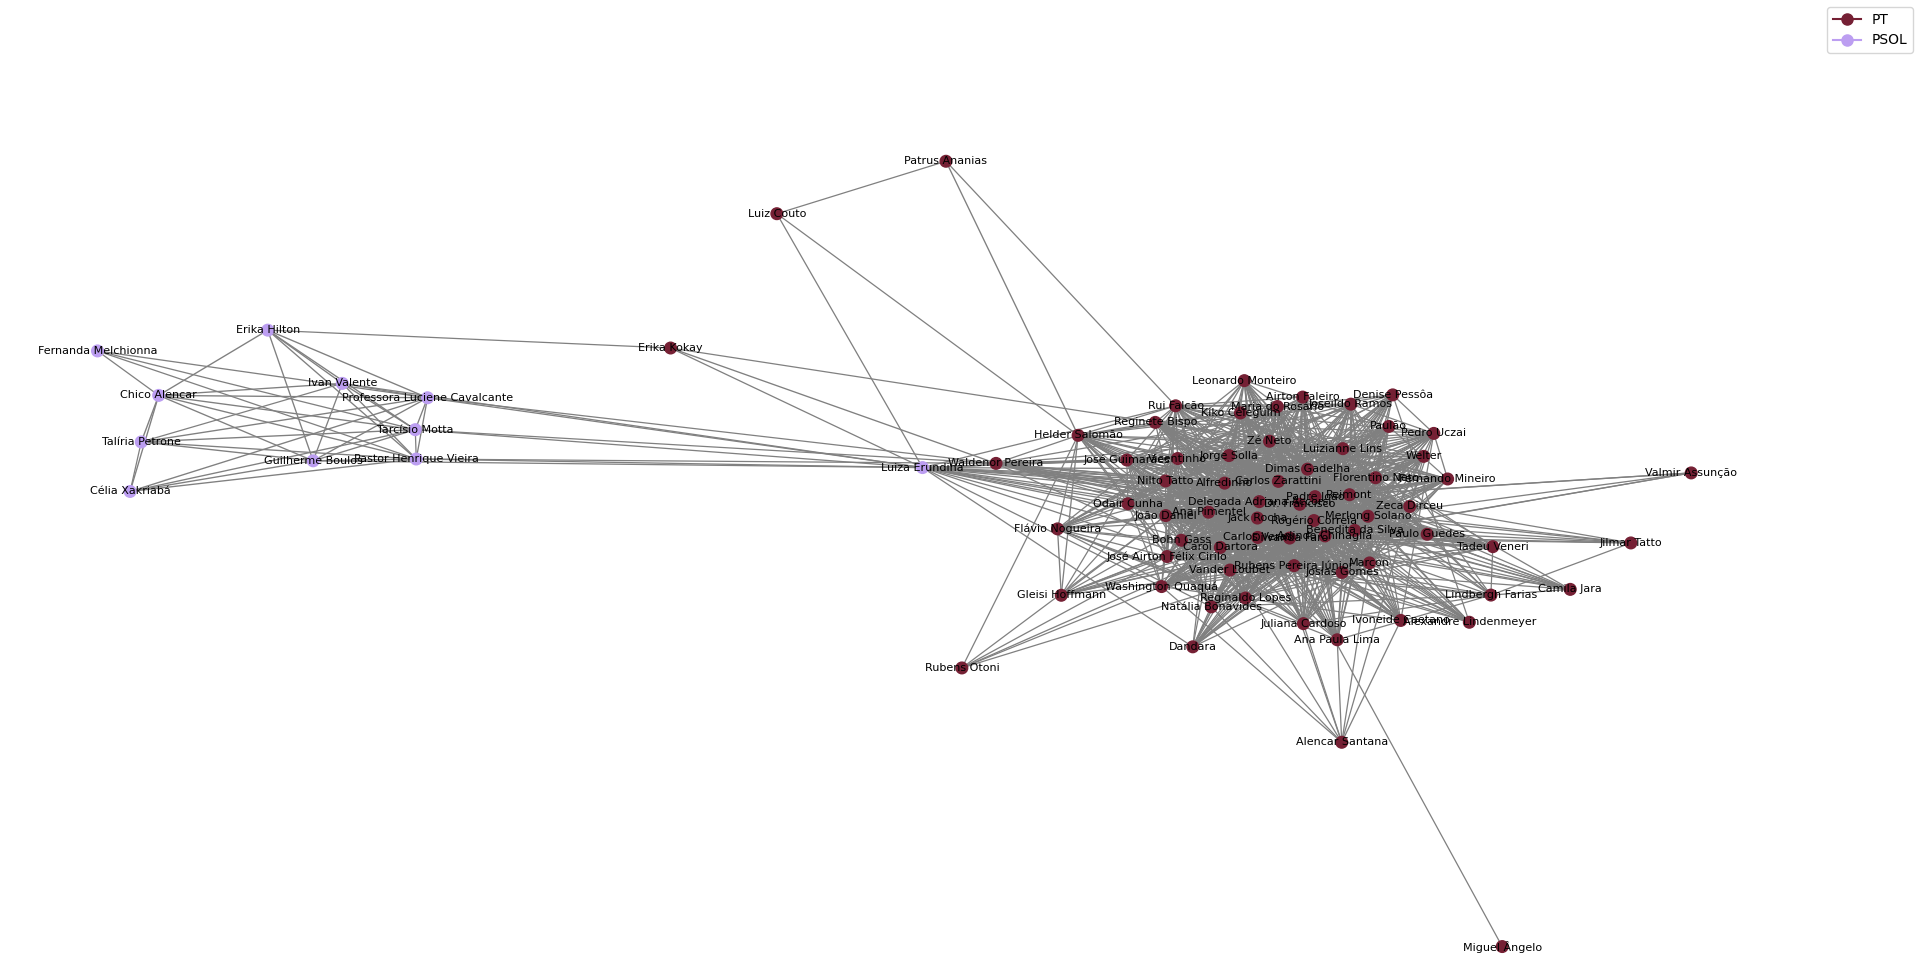 PT
PSOL
Patrus Ananias
Luiz Couto
Erika Hilton
Erika Kokay
Fernanda Melchionna
Ivan Valente
Chico Alencar
Professora Luciene Cavalcante
Tarcísio Motta
Talíria Petrone
Guilherme Boulos
Pastor Henrique Vieira
Célia Xakriabá
Leonardo Monteiro
Airton Faleiro
Denise Pessôa
Rui Falcão
Maria do Rosário
Joseildo Ramos
Kiko Celeguim
Reginete Bispo
Paulão
Helder Salomão
Pedro Uczai
Zé Neto
Luizianne Lins
Jorge Solla
Welter
José Guimarães
Vicentinho
Waldenor Pereira
Luiza Erundina
Dimas Gadelha
Valmir Assunção
Nilto Tatto
Alfredinho
Carlos Zarattini
Florentino Neto
Fernando Mineiro
Padre João
Reimont
Odair Cunha
Delegada Adriana Accorsi
Dr. Francisco
Zeca Dirceu
João Daniel
Ana Pimentel
Jack Rocha
Rogério Correia
Merlong Solano
Flávio Nogueira
Benedita da Silva
Paulo Guedes
Bohn Gass
Carlos Veras
Arlindo Chinaglia
Jilmar Tatto
Carol Dartora
Tadeu Veneri
José Airton Félix Cirilo
Vander Loubet
Rubens Pereira Júnior
Marcon
Josias Gomes
Washington Quaquá
Gleisi Hoffmann
Camila Jara
Lindbergh Farias
Reginaldo Lopes
Natália Bonavides
Juliana Cardoso
Ivoneide Caetano
Alexandre Lindenmeyer
Ana Paula Lima
Dandara
Rubens Otoni
Alencar Santana
Miguel Ângelo